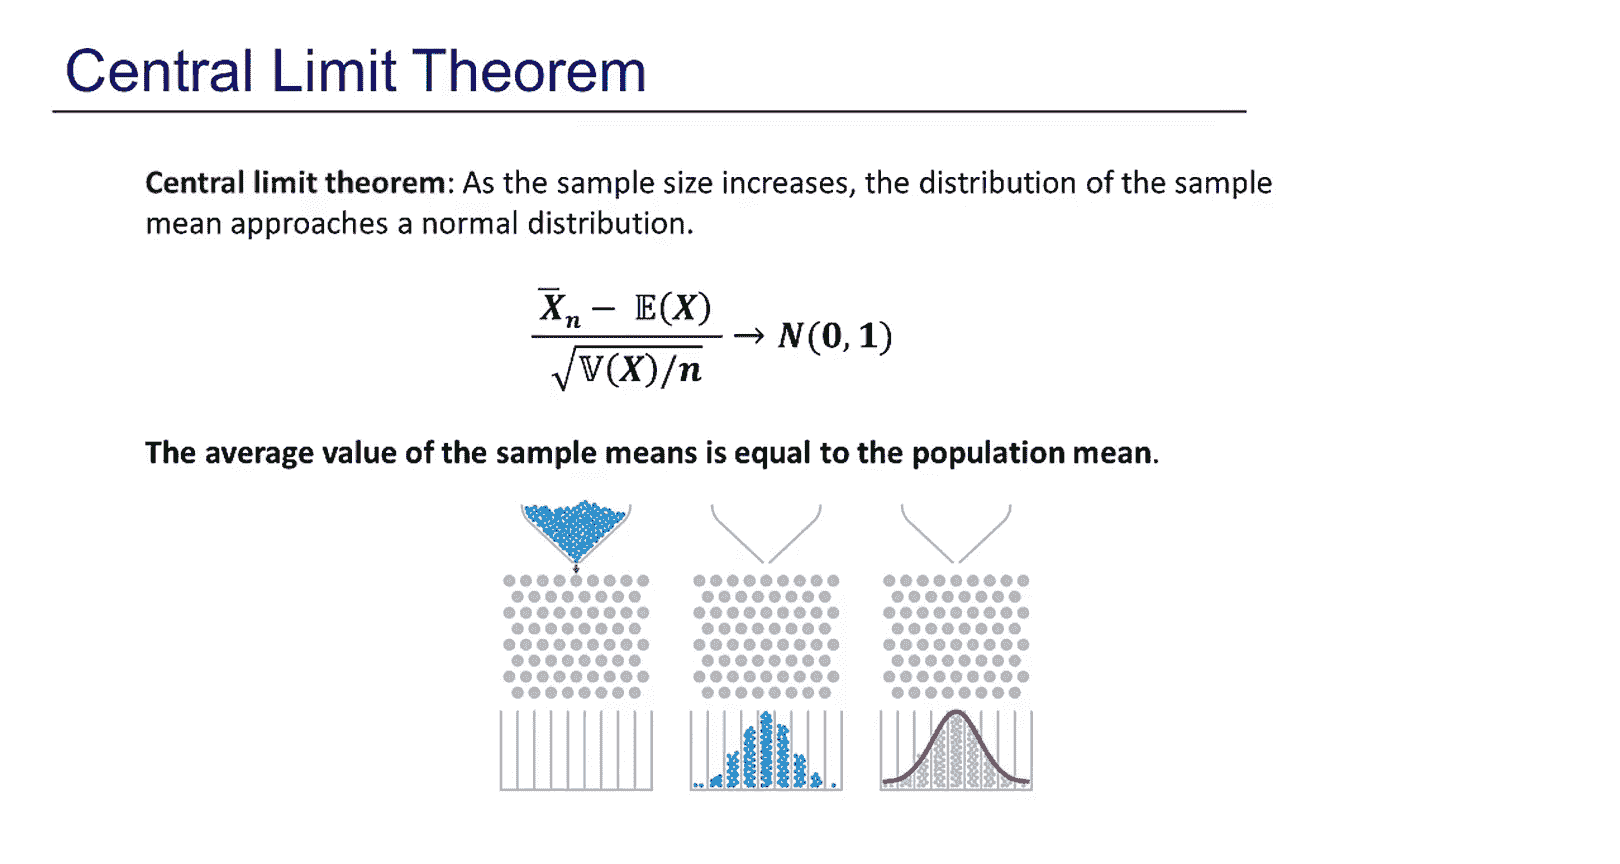 Central Limit Theorem
Central limit theorem: As the sample size increases, the distribution of the sample
mean approaches a normal distribution.
X̅ₙ − 𝔼(X)
→ N(0, 1)
√𝕍(X)/n
The average value of the sample means is equal to the population mean.